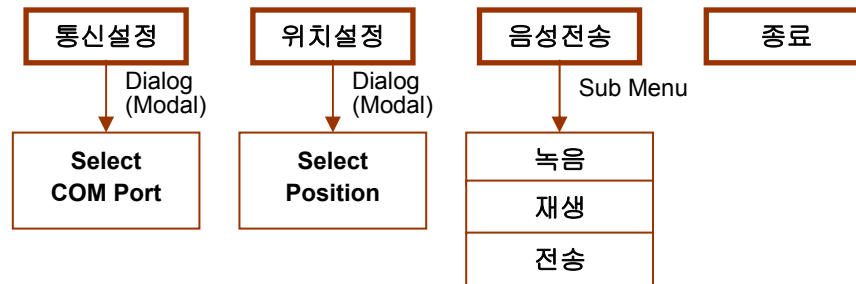 통신설정
위치설정
음성전송
종료
Dialog
(Modal)
Dialog
(Modal)
Sub Menu
Select
COM Port
Select
Position
녹음
재생
전송